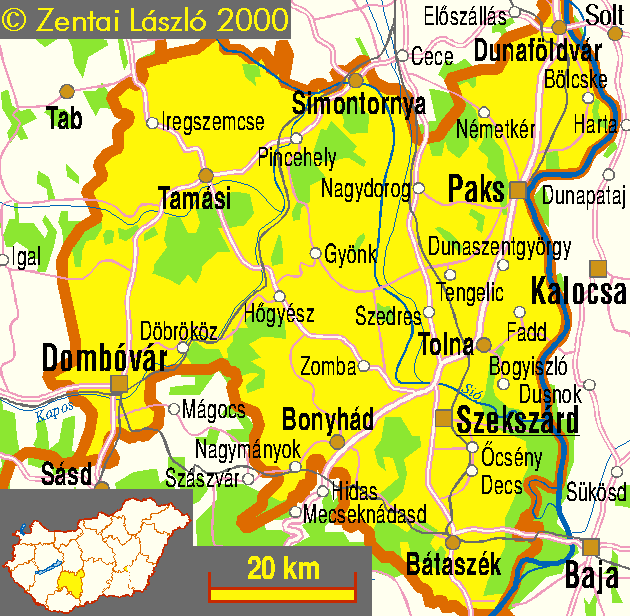 © Zentai László 2000
Előszállás
Solt
Cece
Dunaföldvár
Tab
Simontornya
Bölcske
Iregszemcse
Németkér
Harta
Pincehely
Tamási
Nagydorog
Paks
Dunapataj
Igal
Gyönk
Dunaszentgyörgy
Tengelic
Kalocsa
Hőgyész
Szedres
Fadd
Döbrököz
Tolna
Dombóvár
Zomba
Bogyiszló
Dusnok
Sió
Kapos
Mágocs
Bonyhád
Szekszárd
Nagymányok
Őcsény
Sásd
Szászvár
Decs
Sükösd
Hidas
Mecseknádasd
Bátaszék
Baja
20 km